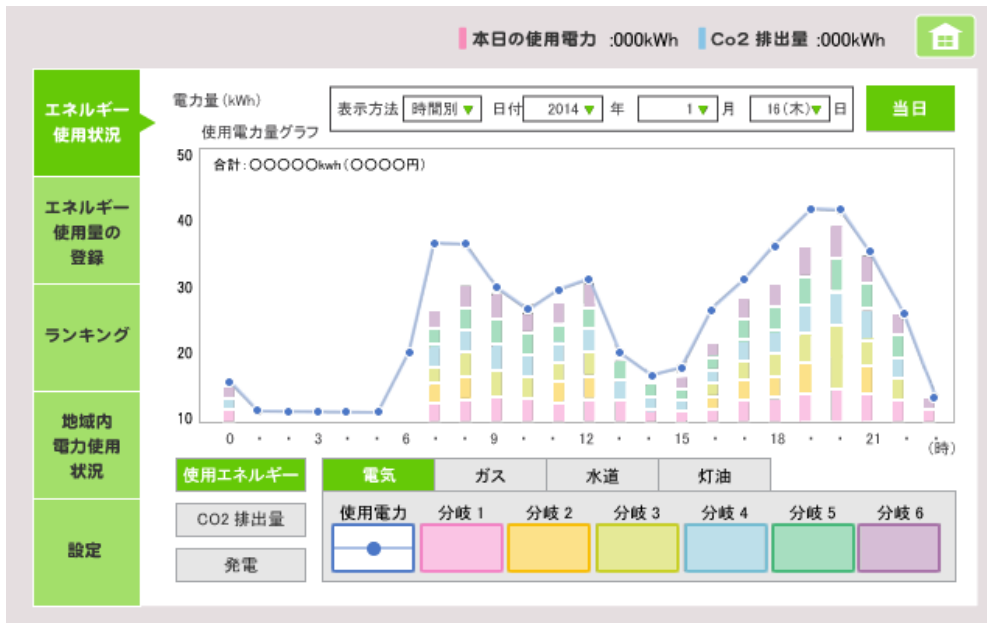 本日の使用電力 :000kWh Co2 排出量 :000kWh
エネルギー
使用状況
エネルギー
使用量の
登録
ランキング
地域内
電力使用
状況
設定
電力量(kWh)
表示方法 時間別 ▼ 日付 2014 ▼ 年 1 ▼ 月 16(木)▼ 日
当日
使用電力量グラフ
合計:〇〇〇〇〇kwh(〇〇〇〇円)
50
40
30
20
10
0 ・ ・ 3 ・ ・ 6 ・ ・ 9 ・ ・ 12 ・ ・ 15 ・ ・ 18 ・ ・ 21 ・ ・
(時)
使用エネルギー
CO2 排出量
発電
電気 ガス 水道 灯油
使用電力 分岐 1 分岐 2 分岐 3 分岐 4 分岐 5 分岐 6